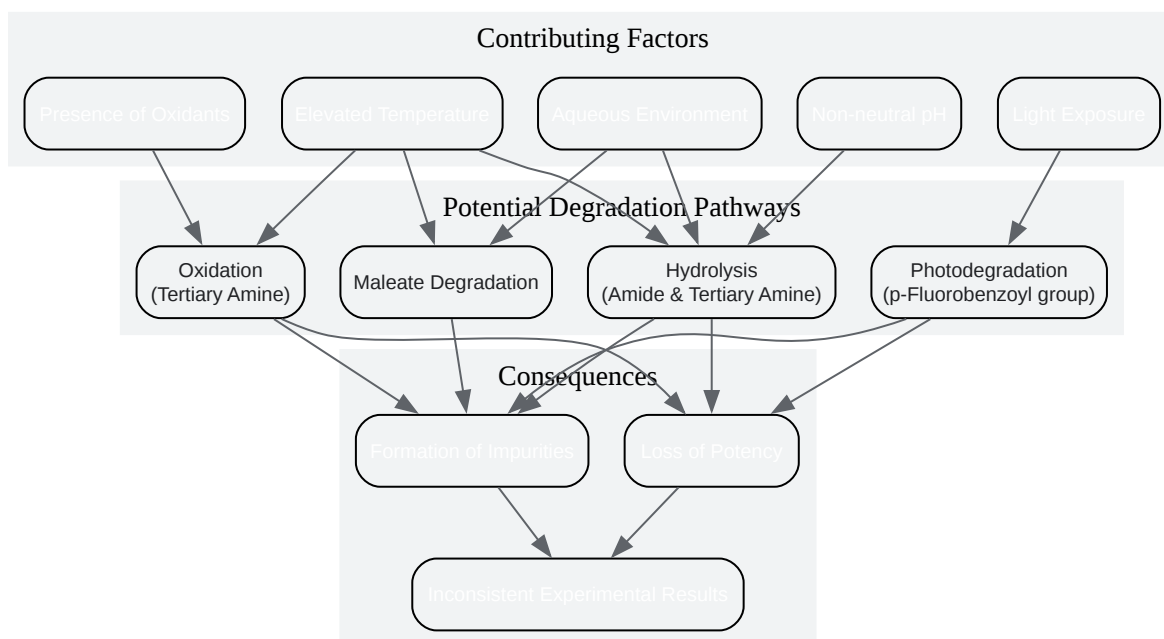 Contributing Factors
Presence of Oxidants
Elevated Temperature
Aqueous Environment
Non-neutral pH
Light Exposure
Potential Degradation Pathways
Oxidation
(Tertiary Amine)
Maleate Degradation
Hydrolysis
(Amide & Tertiary Amine)
Photodegradation
(p-Fluorobenzoyl group)
Consequences
Formation of Impurities
Loss of Potency
Inconsistent Experimental Results